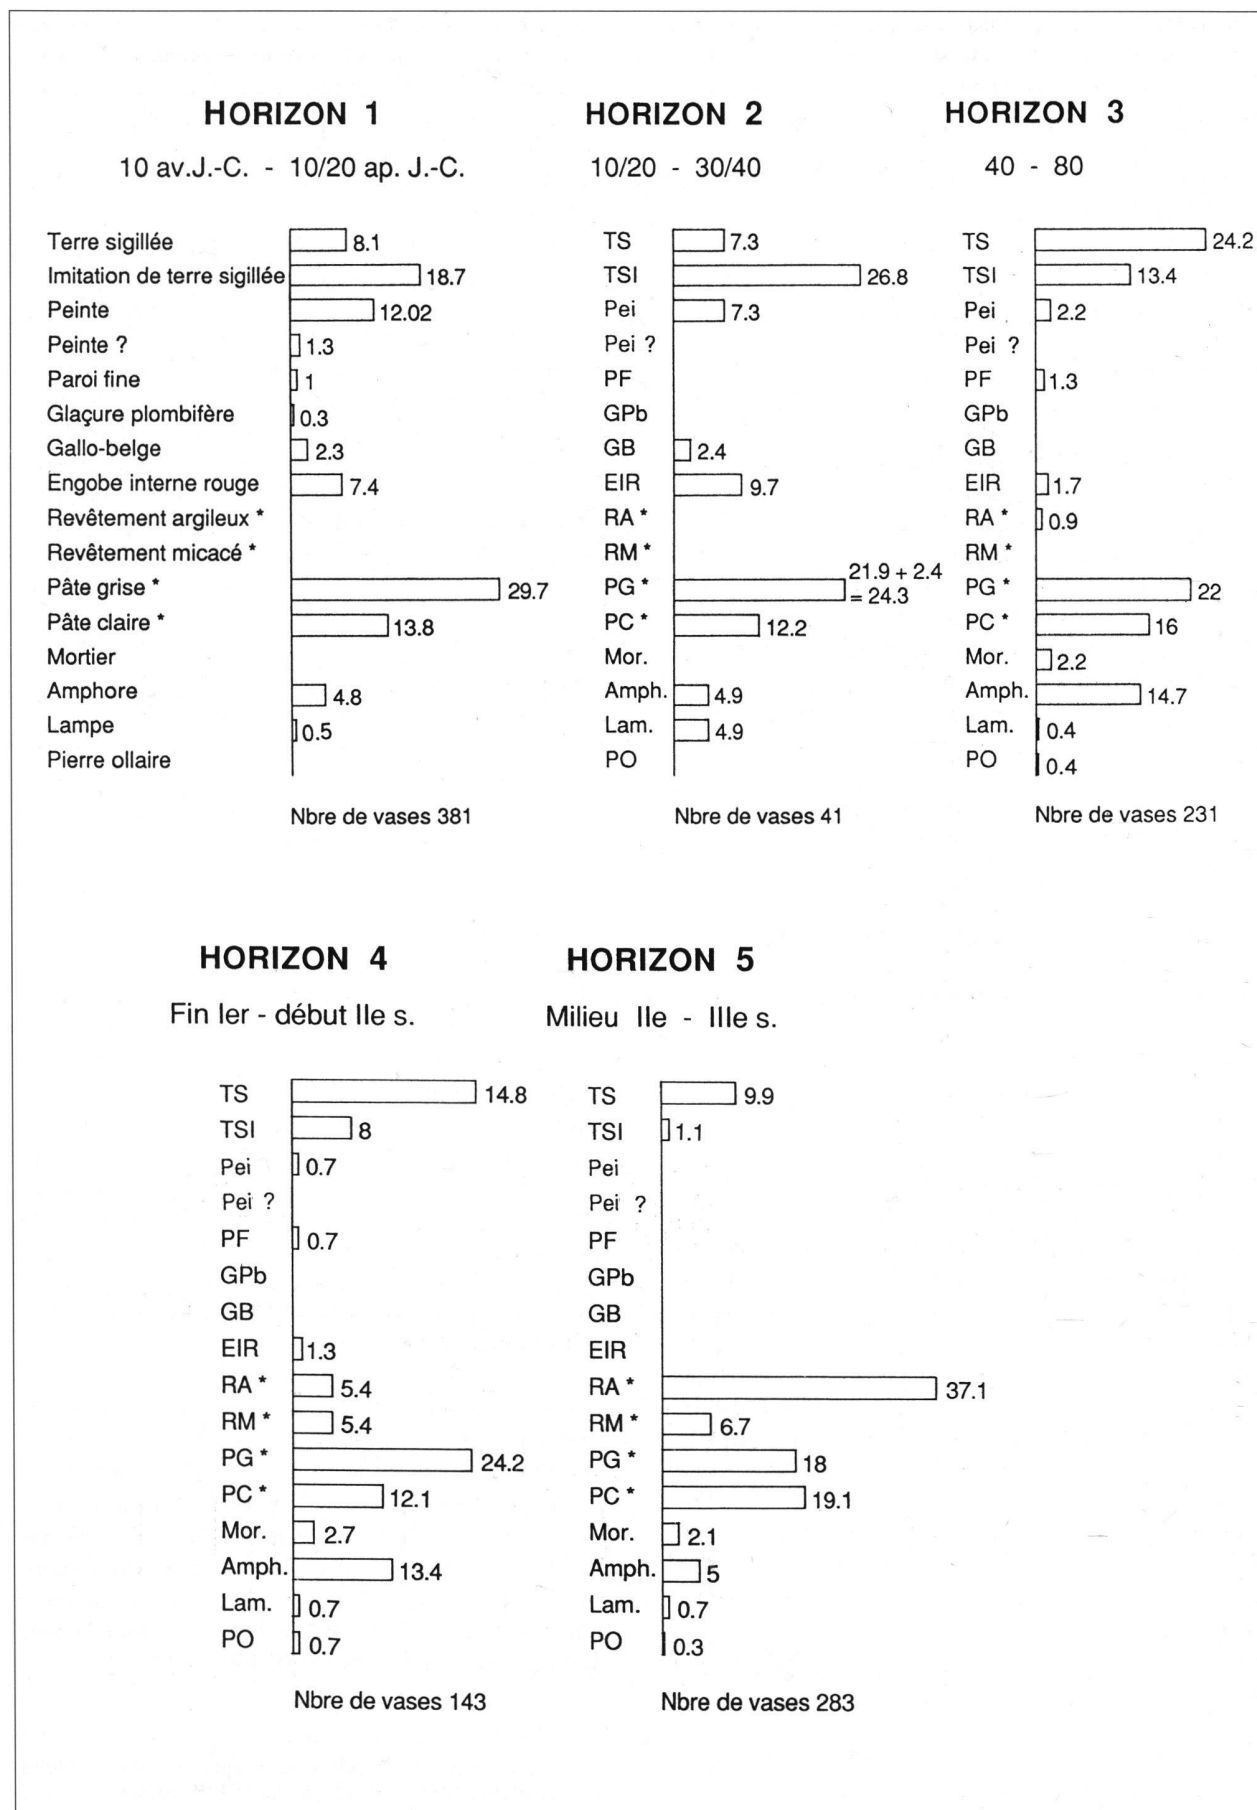 HORIZON 1
10 av.J.-C. - 10/20 ap. J.-C.
Terre sigillée 8.1
Imitation de terre sigillée 18.7
Peinte 12.02
Peinte ? 1.3
Paroi fine 1
Glaçure plombifère 0.3
Gallo-belge 2.3
Engobe interne rouge 7.4
Revêtement argileux *
Revêtement micacé *
Pâte grise * 29.7
Pâte claire * 13.8
Mortier
Amphore 4.8
Lampe 0.5
Pierre ollaire
Nbre de vases 381
HORIZON 2
10/20 - 30/40
TS 7.3
TSI 26.8
Pei 7.3
Pei ?
PF
GPb
GB 2.4
EIR 9.7
RA *
RM *
PG * 21.9 + 2.4
= 24.3
PC * 12.2
Mor.
Amph. 4.9
Lam. 4.9
PO
Nbre de vases 41
HORIZON 3
40 - 80
TS 24.2
TSI 13.4
Pei 2.2
Pei ?
PF 1.3
GPb
GB
EIR 1.7
RA * 0.9
RM *
PG * 22
PC * 16
Mor. 2.2
Amph. 14.7
Lam. 0.4
PO 0.4
Nbre de vases 231
HORIZON 4
Fin Ier - début IIe s.
TS 14.8
TSI 8
Pei 0.7
Pei ?
PF 0.7
GPb
GB
EIR 1.3
RA * 5.4
RM * 5.4
PG * 24.2
PC * 12.1
Mor. 2.7
Amph. 13.4
Lam. 0.7
PO 0.7
Nbre de vases 143
HORIZON 5
Milieu IIe - IIIe s.
TS 9.9
TSI 1.1
Pei
Pei ?
PF
GPb
GB
EIR
RA * 37.1
RM * 6.7
PG * 18
PC * 19.1
Mor. 2.1
Amph. 5
Lam. 0.7
PO 0.3
Nbre de vases 283